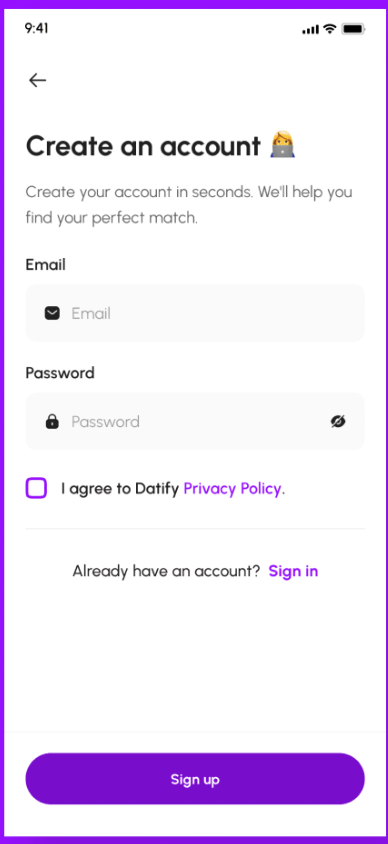 9:41
Create an account
Create your account in seconds. We'll help you
find your perfect match.
Email
Email
Password
Password
I agree to Datify Privacy Policy.
Already have an account? Sign in
Sign up